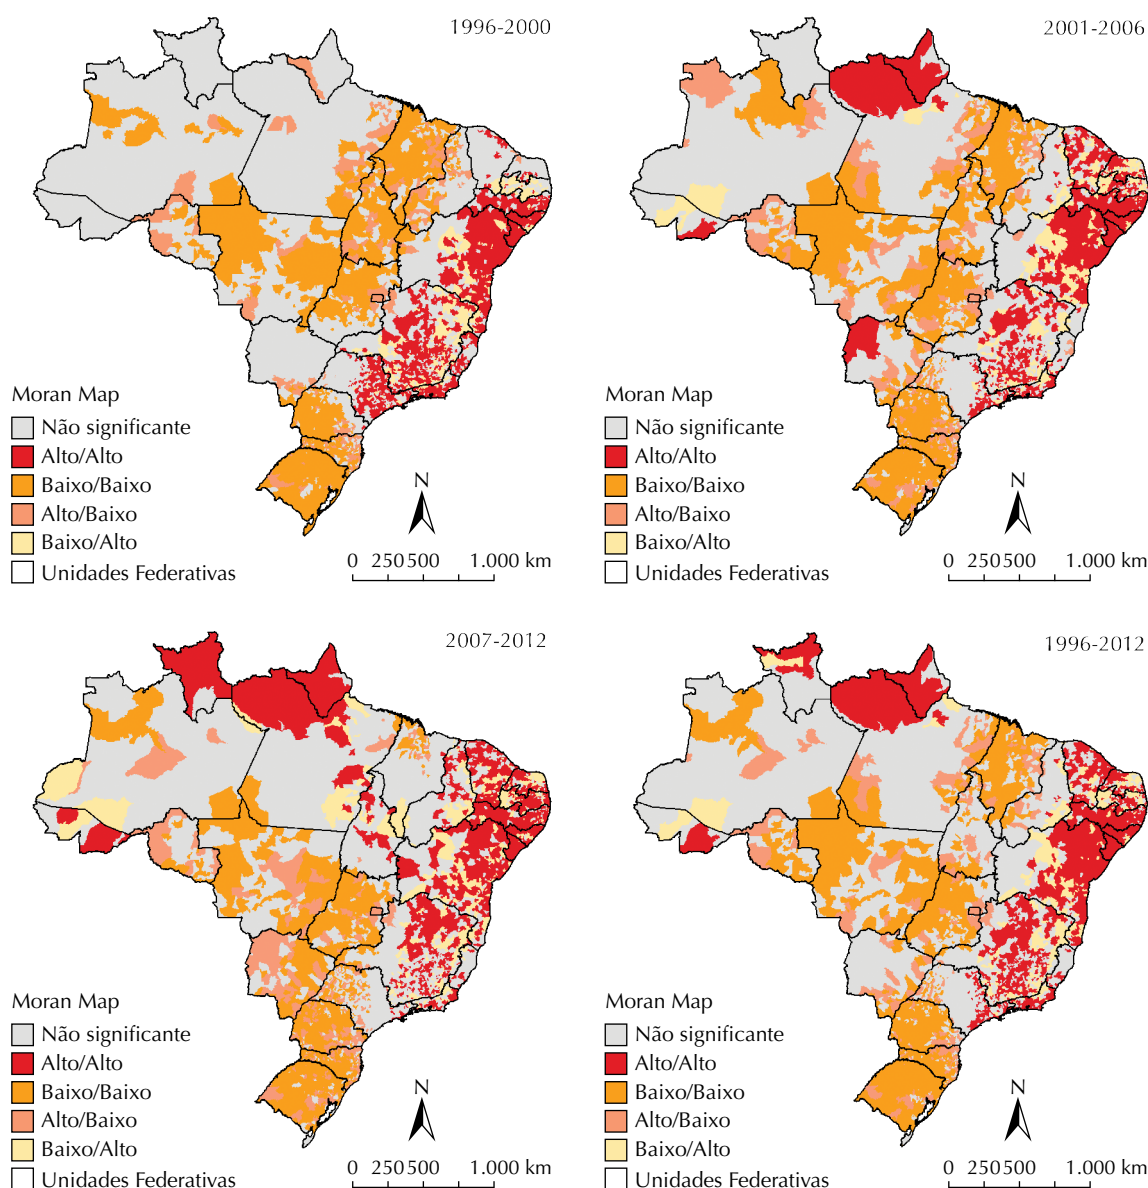 1996-2000
Moran Map
Não significante
Alto/Alto
Baixo/Baixo
Alto/Baixo
Baixo/Alto
Unidades Federativas
N
0 250 500 1.000 km
2001-2006
Moran Map
Não significante
Alto/Alto
Baixo/Baixo
Alto/Baixo
Baixo/Alto
Unidades Federativas
N
0 250 500 1.000 km
2007-2012
Moran Map
Não significante
Alto/Alto
Baixo/Baixo
Alto/Baixo
Baixo/Alto
Unidades Federativas
N
0 250 500 1.000 km
1996-2012
Moran Map
Não significante
Alto/Alto
Baixo/Baixo
Alto/Baixo
Baixo/Alto
Unidades Federativas
N
0 250 500 1.000 km